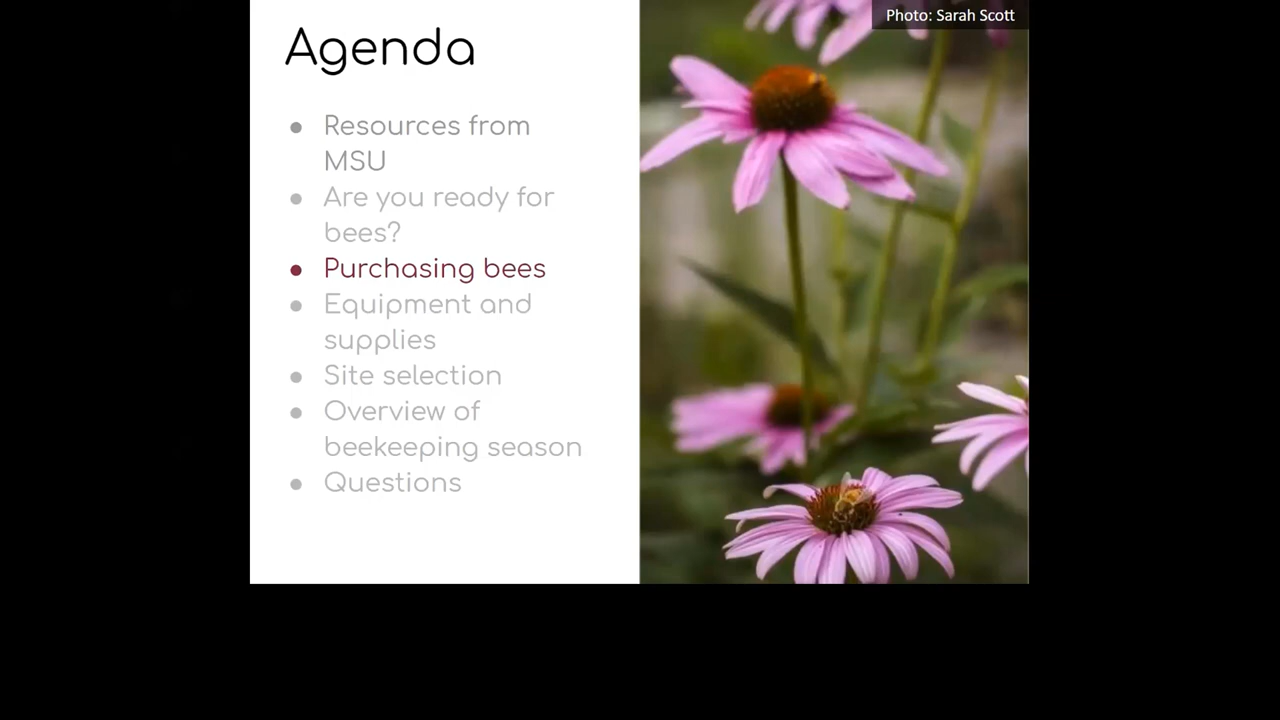 Agenda
Photo: Sarah Scott
● Resources from
MSU
● Are you ready for
bees?
● Purchasing bees
● Equipment and
supplies
● Site selection
● Overview of
beekeeping season
● Questions